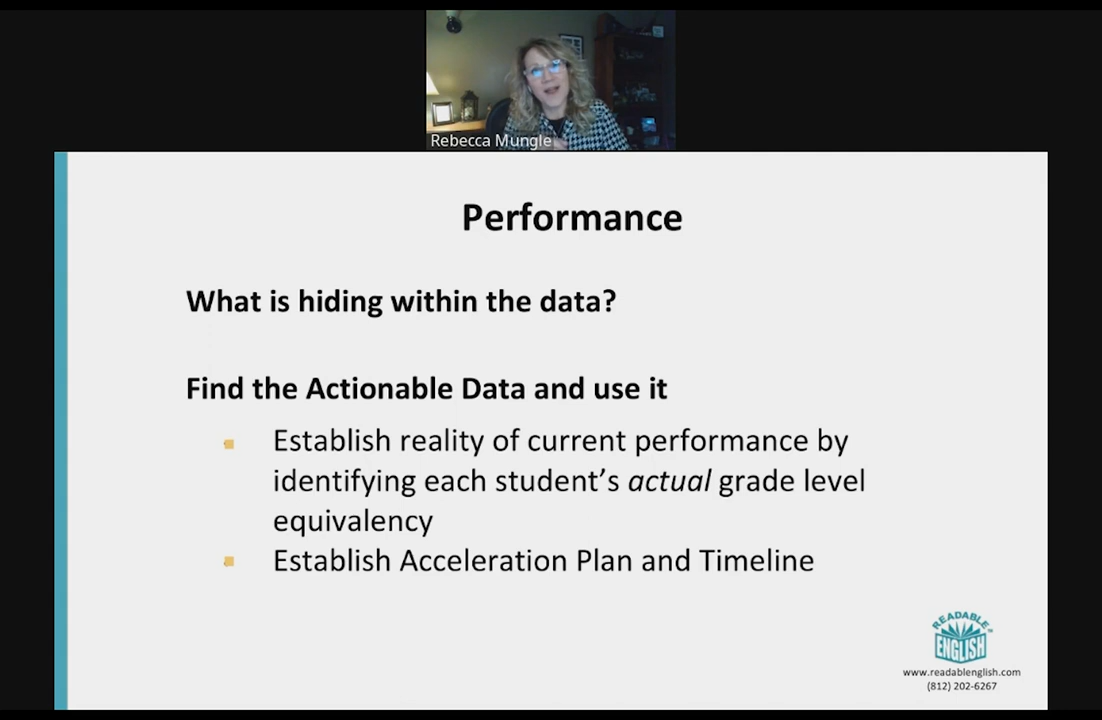 Rebecca Mungle
Performance
What is hiding within the data?
Find the Actionable Data and use it
Establish reality of current performance by
identifying each student’s actual grade level
equivalency
Establish Acceleration Plan and Timeline
READABLE
ENGLISH
www.readablenglish.com
(812) 202-6267